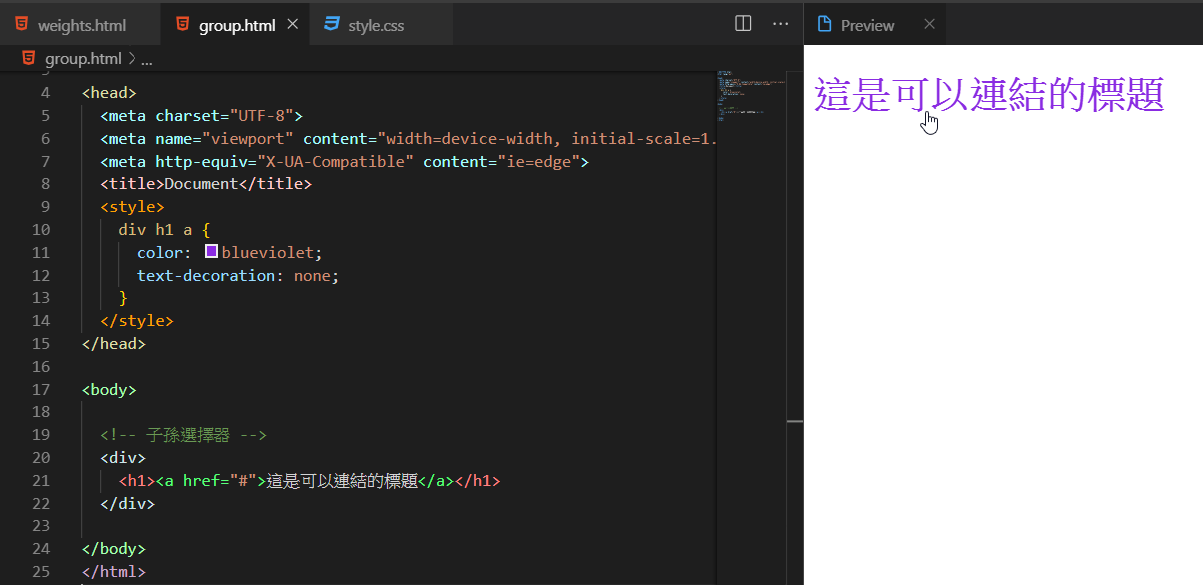 weights.html
group.html
style.css
Preview
group.html > ...
4 <head>
5 <meta charset="UTF-8">
6 <meta name="viewport" content="width=device-width, initial-scale=1.
7 <meta http-equiv="X-UA-Compatible" content="ie=edge">
8 <title>Document</title>
9 <style>
10 div h1 a {
11 color: blueviolet;
12 text-decoration: none;
13 }
14 </style>
15 </head>
16
17 <body>
18
19 <!-- 子孫選擇器 -->
20 <div>
21 <h1><a href="#">這是可以連結的標題</a></h1>
22 </div>
23
24 </body>
25 </html>
這是可以連結的標題